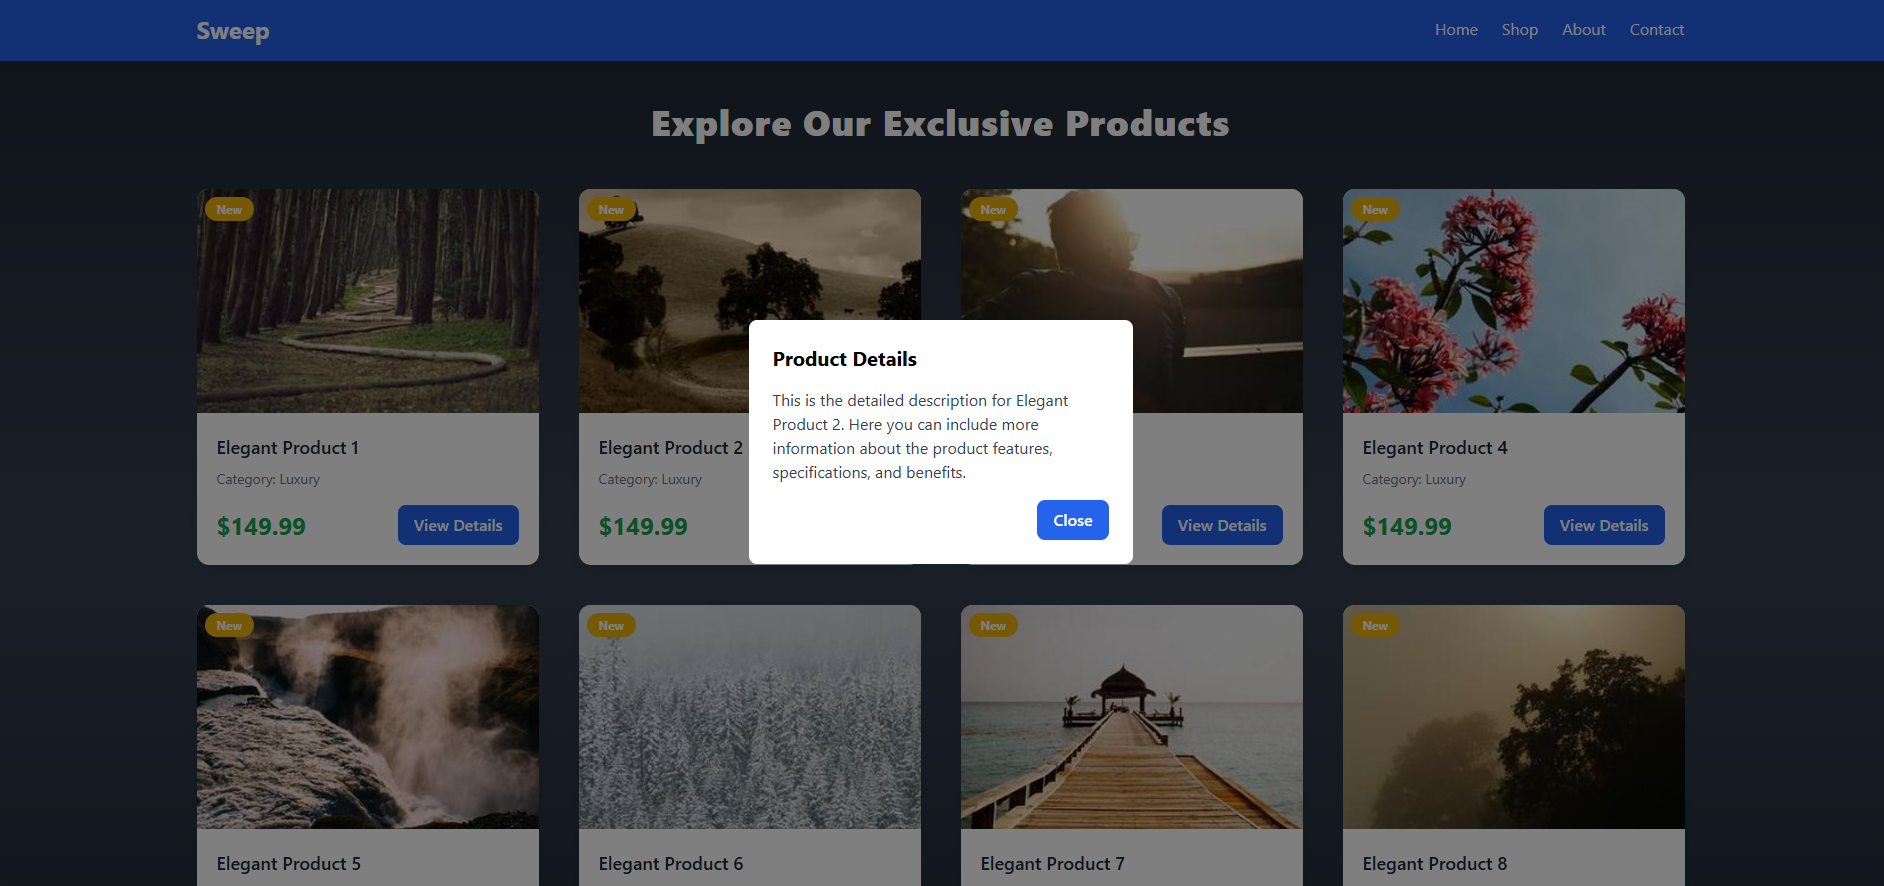 Sweep
Home Shop About Contact
Explore Our Exclusive Products
New
New
New
New
Product Details
This is the detailed description for Elegant
Product 2. Here you can include more
information about the product features,
specifications, and benefits.
Close
Elegant Product 1
Category: Luxury
$149.99
View Details
Elegant Product 2
Category: Luxury
$149.99
View Details
Elegant Product 4
Category: Luxury
$149.99
View Details
New
New
New
New
Elegant Product 5
Elegant Product 6
Elegant Product 7
Elegant Product 8